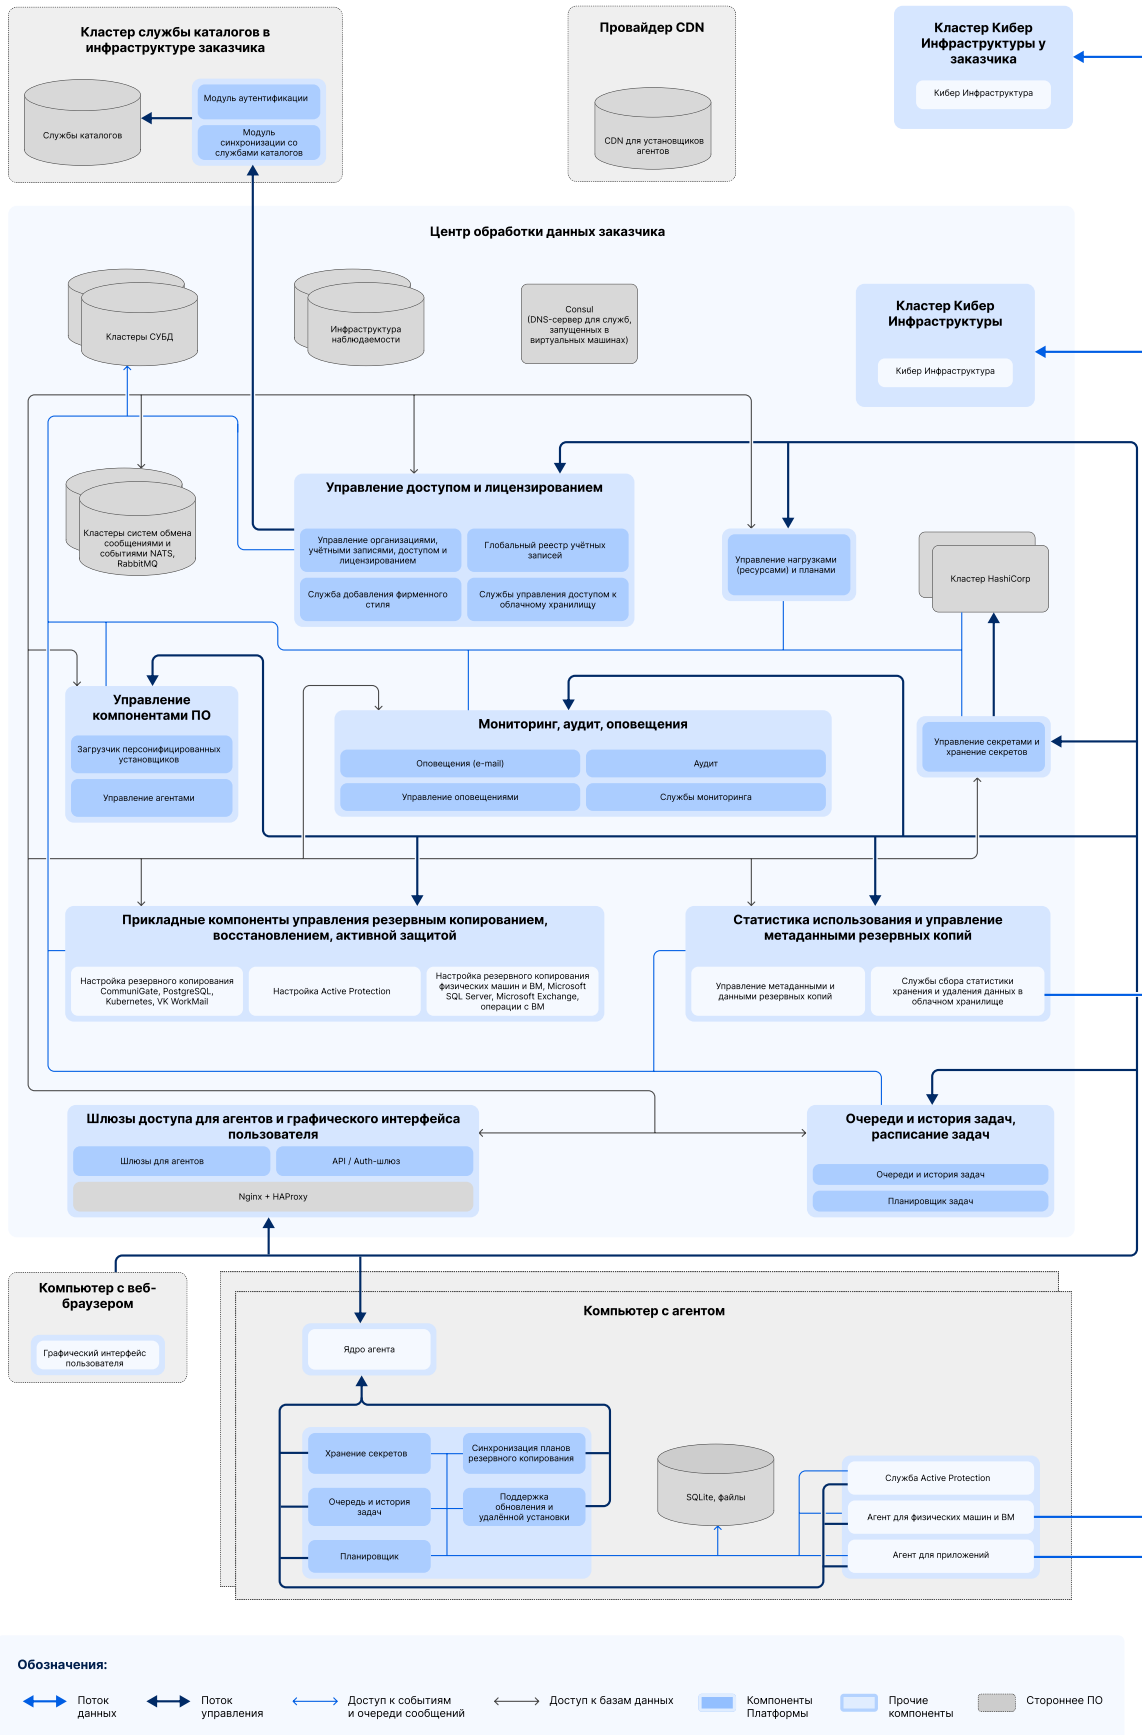 Кластер службы каталогов в
инфраструктуре заказчика
Службы каталогов
Модуль аутентификации
Модуль
синхронизации со
службами каталогов
Провайдер CDN
CDN для установщиков
агентов
Кластер Кибер
Инфраструктуры у
заказчика
Кибер Инфраструктура
Центр обработки данных заказчика
Кластеры СУБД
Инфраструктура
наблюдаемости
Consul
(DNS-сервер для служб,
запущенных в
виртуальных машинах)
Кластер Кибер
Инфраструктуры
Кибер Инфраструктура
Кластеры систем обмена
сообщениями и
событиями NATS,
RabbitMQ
Управление доступом и лицензированием
Управление организациями,
учётными записями, доступом и
лицензированием
Глобальный реестр учётных
записей
Служба добавления фирменного
стиля
Службы управления доступом к
облачному хранилищу
Управление нагрузками
(ресурсами) и планами
Кластер HashiCorp
Управление
компонентами ПО
Загрузчик персонифицированных
установщиков
Управление агентами
Мониторинг, аудит, оповещения
Оповещения (e-mail)
Аудит
Управление оповещениями
Службы мониторинга
Управление секретами и
хранение секретов
Прикладные компоненты управления резервным копированием,
восстановлением, активной защитой
Настройка резервного копирования
CommuniGate, PostgreSQL,
Kubernetes, VK WorkMail
Настройка Active Protection
Настройка резервного копирования
физических машин и ВМ, Microsoft
SQL Server, Microsoft Exchange,
операции с ВМ
Статистика использования и управление
метаданными резервных копий
Управление метаданными и
данными резервных копий
Службы сбора статистики
хранения и удаления данных в
облачном хранилище
Шлюзы доступа для агентов и графического интерфейса
пользователя
Шлюзы для агентов
API / Auth-шлюз
Nginx + HAProxy
Очереди и история задач,
расписание задач
Очереди и история задач
Планировщик задач
Компьютер с веб-
браузером
Графический интерфейс
пользователя
Компьютер с агентом
Ядро агента
Хранение секретов
Синхронизация планов
резервного копирования
Очередь и история
задач
Поддержка
обновления и
удалённой установки
Планировщик
SQLite, файлы
Служба Active Protection
Агент для физических машин и ВМ
Агент для приложений
Обозначения:
Поток
данных
Поток
управления
Доступ к событиям
и очереди сообщений
Доступ к базам данных
Компоненты
Платформы
Прочие
компоненты
Стороннее ПО